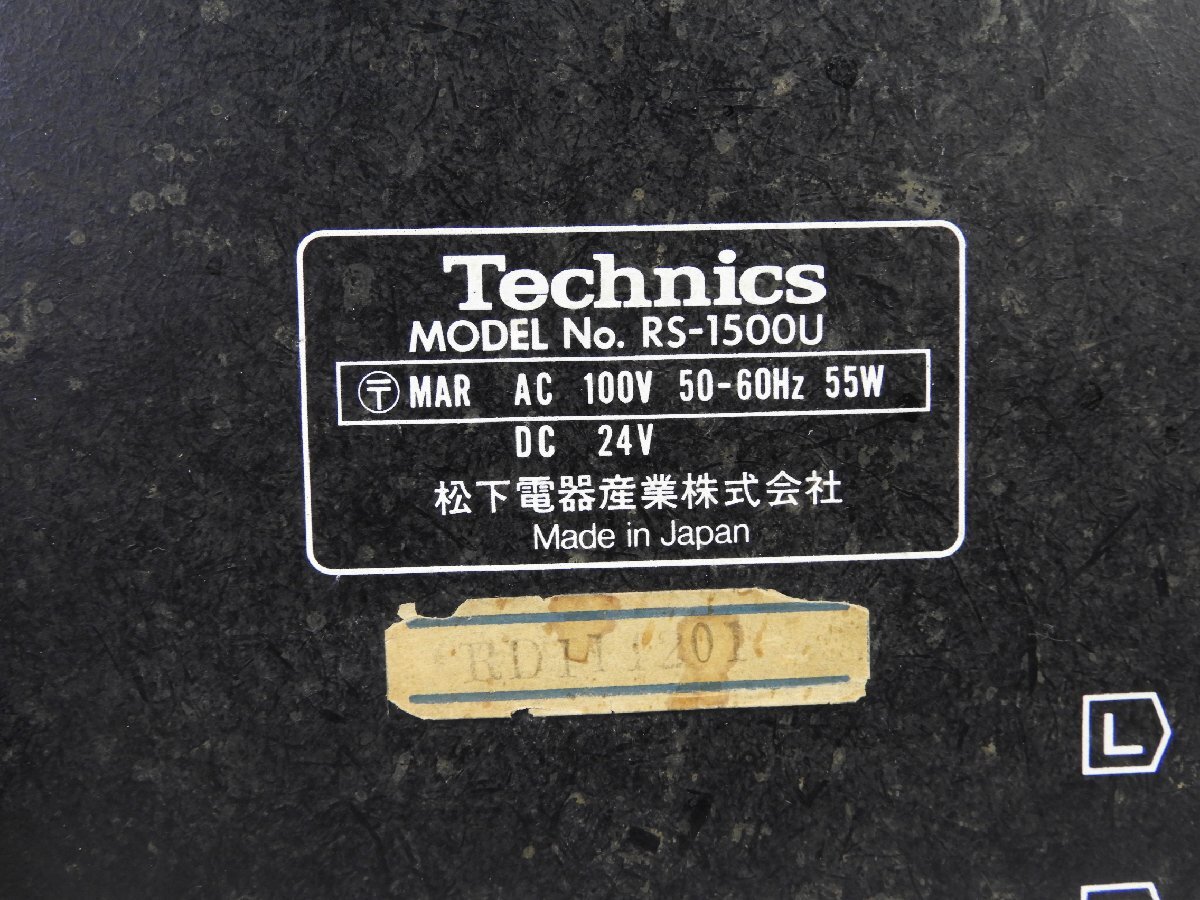 Technics
MODEL No. RS-1500U
〶 MAR AC 100V 50-60Hz 55W
DC 24V
松下電器産業株式会社
Made in Japan
L